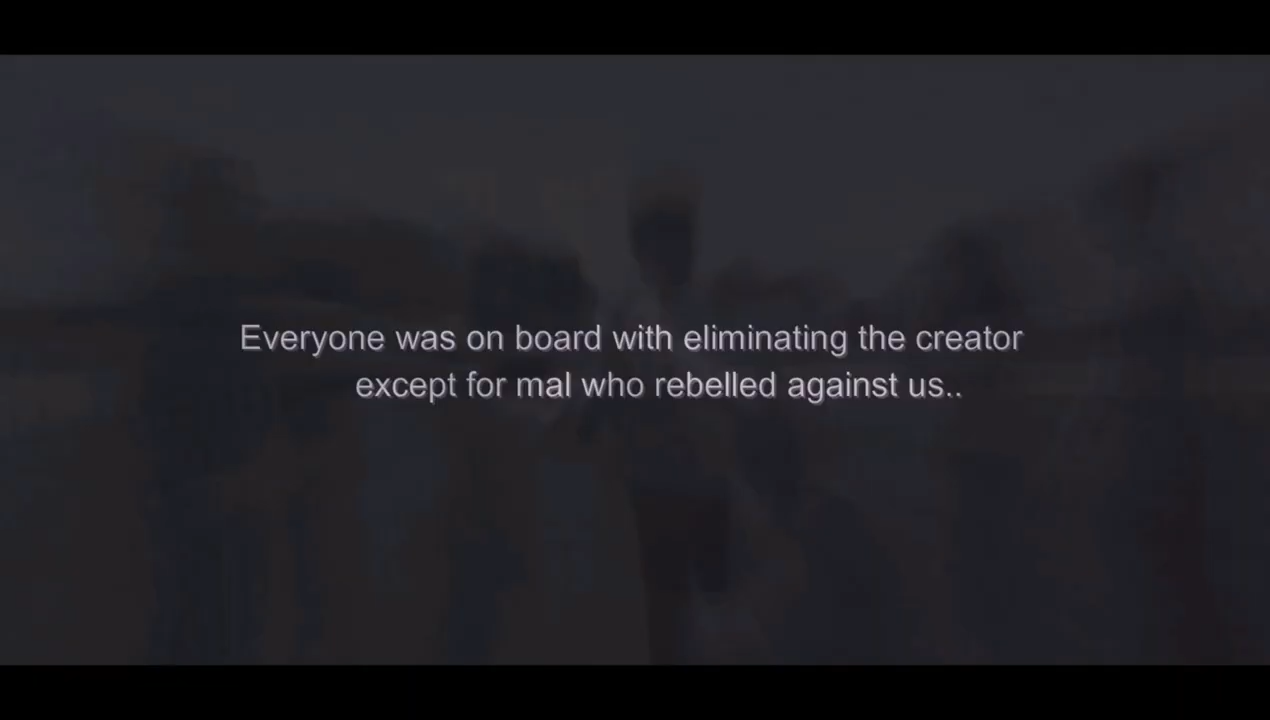 Everyone was on board with eliminating the creator
except for mal who rebelled against us..